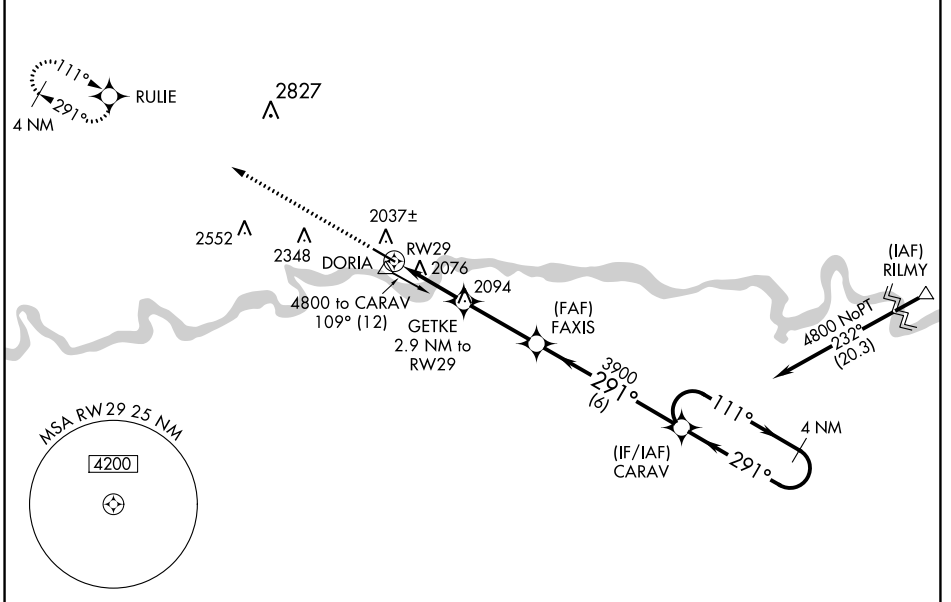 111°
RULIE
291°
4 NM
2827
2552
2348
2037±
RW29
DORIA
2076
2094
4800 to CARAV
109° (12)
GETKE
2.9 NM to
RW29
(FAF)
FAXIS
(IAF)
RILMY
4800 NoPT
232°
(20.3)
3900
291°
(6)
111°
4 NM
291°
(IF/IAF)
CARAV
MSA RW 29 25 NM
4200